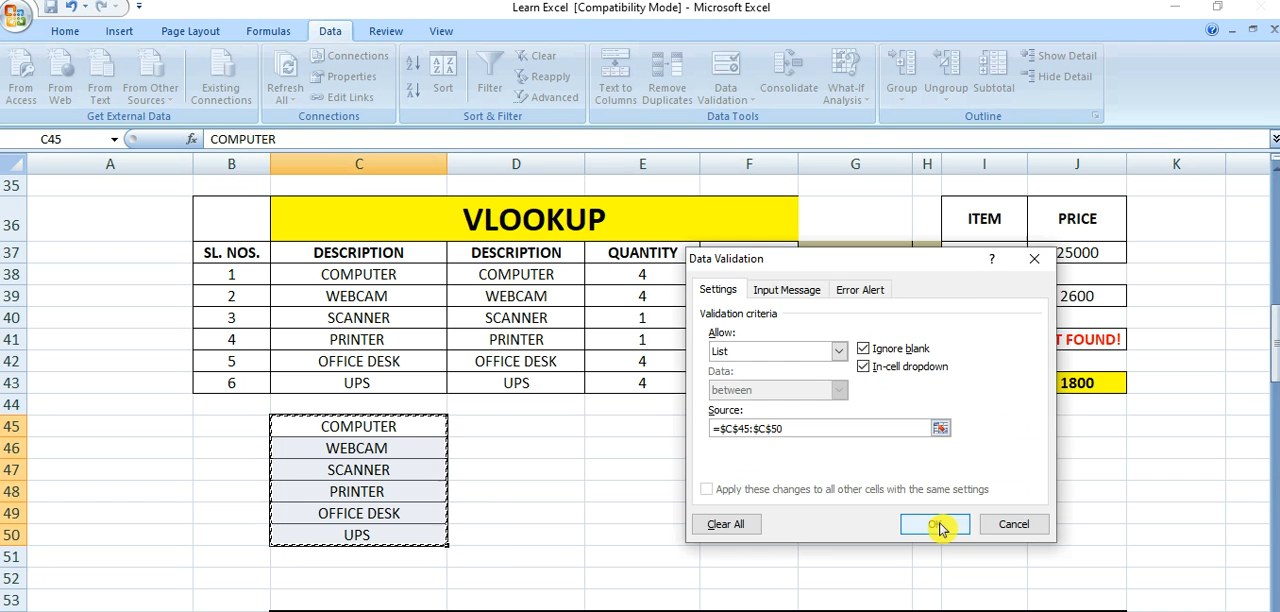 Learn Excel [Compatibility Mode] - Microsoft Excel
Home Insert Page Layout Formulas Data Review View
From Access
From Web
From Text
From Other Sources
Existing Connections
Get External Data
Refresh All
Connections
Properties
Edit Links
Connections
Sort
Filter
Clear
Reapply
Advanced
Sort & Filter
Text to Columns
Remove Duplicates
Data Validation
Consolidate
What-If Analysis
Data Tools
Group
Ungroup
Subtotal
Show Detail
Hide Detail
Outline
C45 fx COMPUTER
A B C D E F G H I J K
35
36 VLOOKUP ITEM PRICE
37 SL. NOS. DESCRIPTION DESCRIPTION QUANTITY 25000
38 1 COMPUTER COMPUTER 4
39 2 WEBCAM WEBCAM 4 2600
40 3 SCANNER SCANNER 1
41 4 PRINTER PRINTER 1 FOUND!
42 5 OFFICE DESK OFFICE DESK 4
43 6 UPS UPS 4 1800
44
45 COMPUTER
46 WEBCAM
47 SCANNER
48 PRINTER
49 OFFICE DESK
50 UPS
51
52
53
Data Validation ?
Settings Input Message Error Alert
Validation criteria
Allow:
List
Ignore blank
In-cell dropdown
Data:
between
Source:
=$C$45:$C$50
Apply these changes to all other cells with the same settings
Clear All Cancel